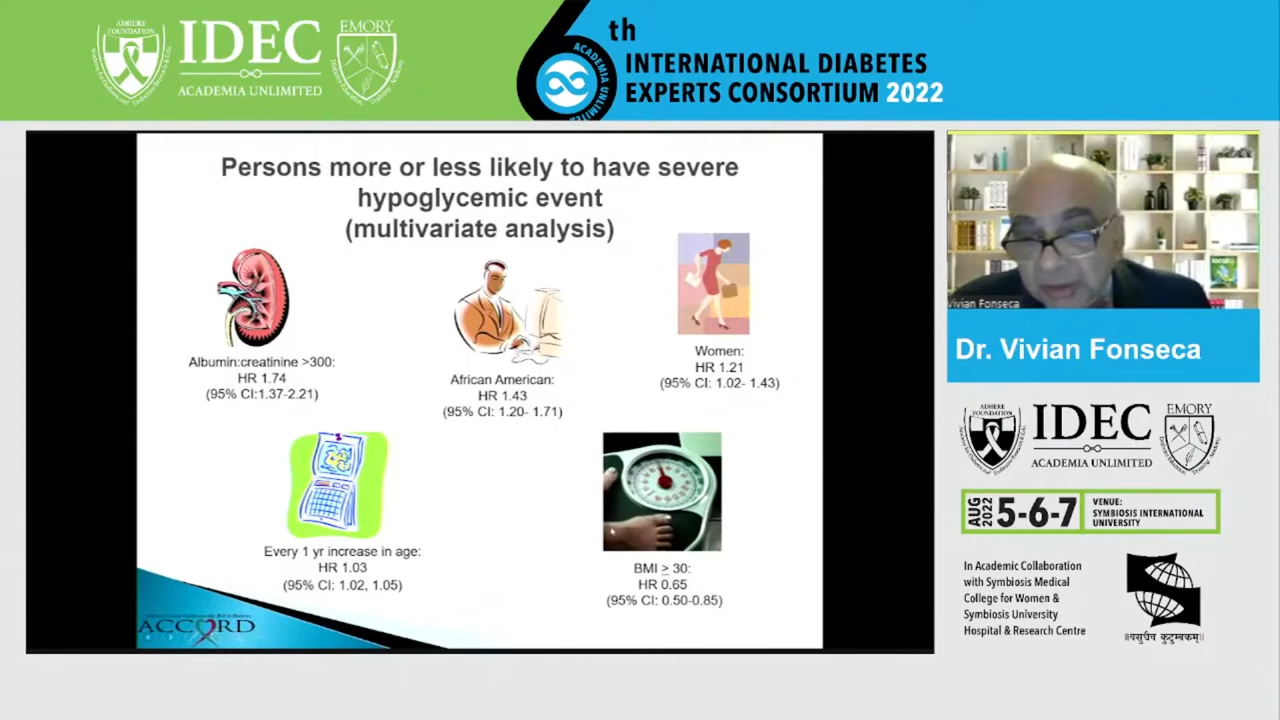 ADHERE
FOUNDATION
IDEC
ACADEMIA UNLIMITED
EMORY
6th
ACADEMIA UNLIMITED
INTERNATIONAL DIABETES
EXPERTS CONSORTIUM 2022
Persons more or less likely to have severe
hypoglycemic event
(multivariate analysis)
Albumin:creatinine >300:
HR 1.74
(95% CI:1.37-2.21)
African American:
HR 1.43
(95% CI: 1.20- 1.71)
Women:
HR 1.21
(95% CI: 1.02- 1.43)
Every 1 yr increase in age:
HR 1.03
(95% CI: 1.02, 1.05)
BMI ≥ 30:
HR 0.65
(95% CI: 0.50-0.85)
ACCORD
Vivian Fonseca
Dr. Vivian Fonseca
ADHERE
FOUNDATION
IDEC
ACADEMIA UNLIMITED
EMORY
AUG
2022
5-6-7
VENUE:
SYMBIOSIS INTERNATIONAL
UNIVERSITY
In Academic Collaboration
with Symbiosis Medical
College for Women &
Symbiosis University
Hospital & Research Centre
॥वसुधैव कुटुम्बकम्॥